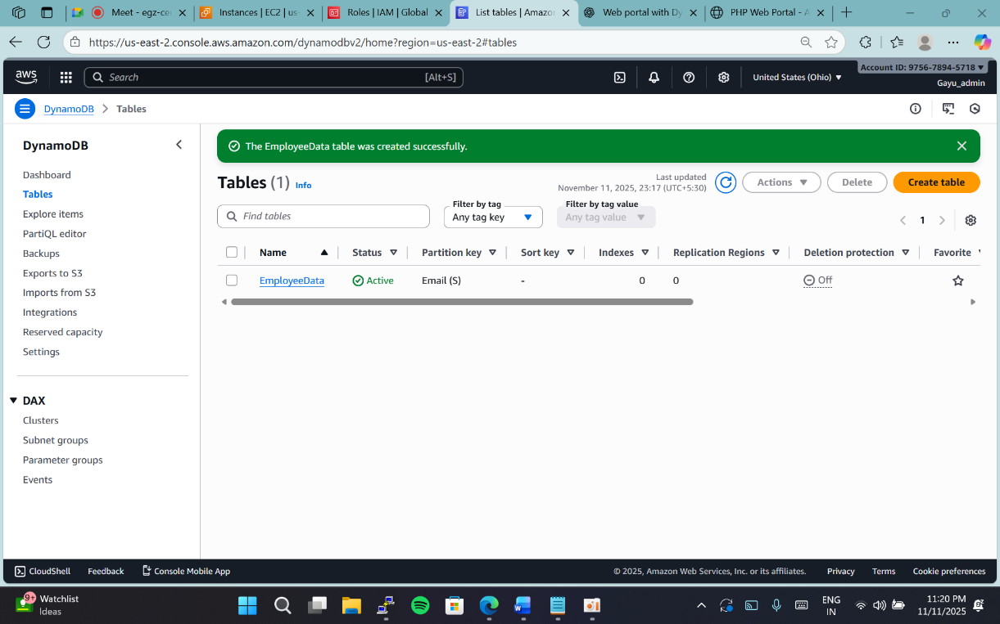 Meet - egz-ce
Instances | EC2 | us-
Roles | IAM | Global
List tables | Amazon
Web portal with Dy
PHP Web Portal - A
https://us-east-2.console.aws.amazon.com/dynamodbv2/home?region=us-east-2#tables
aws
Search
[Alt+S]
United States (Ohio)
Account ID: 9756-7894-5718
Gayu_admin
DynamoDB
Tables
DynamoDB
Dashboard
Tables
Explore items
PartiQL editor
Backups
Exports to S3
Imports from S3
Integrations
Reserved capacity
Settings
DAX
Clusters
Subnet groups
Parameter groups
Events
The EmployeeData table was created successfully.
Tables (1) Info
Last updated
November 11, 2025, 23:17 (UTC+5:30)
Actions
Delete
Create table
Find tables
Filter by tag
Any tag key
Filter by tag value
Any tag value
1
Name Status Partition key Sort key Indexes Replication Regions Deletion protection Favorite
EmployeeData Active Email (S) - 0 0 Off
CloudShell Feedback Console Mobile App © 2025, Amazon Web Services, Inc. or its affiliates. Privacy Terms Cookie preferences
9+
Watchlist
Ideas
ENG
IN
11:20 PM
11/11/2025